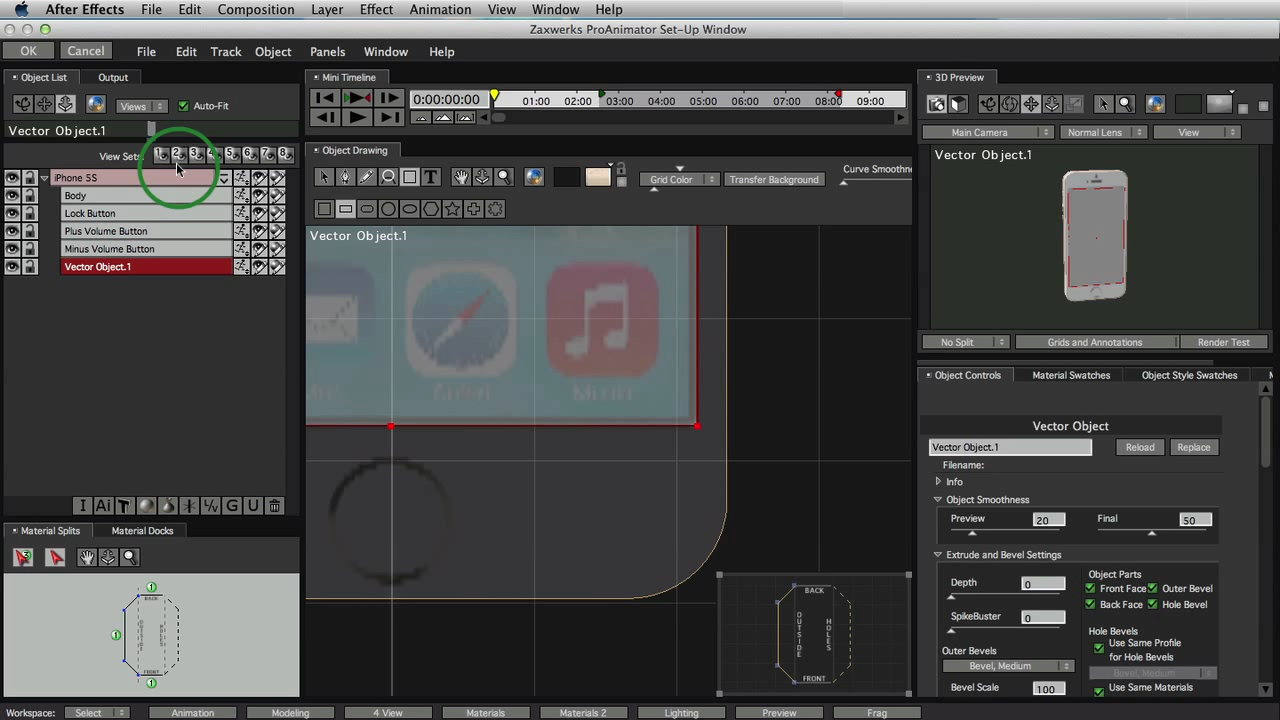 After Effects File Edit Composition Layer Effect Animation View Window Help
Zaxwerks ProAnimator Set-Up Window
OK Cancel File Edit Track Object Panels Window Help
Object List Output
Views Auto-Fit
Vector Object.1
View Sets: 1 2 3 4 5 6 7 8
iPhone 5S
Body
Lock Button
Plus Volume Button
Minus Volume Button
Vector Object.1
I Ai T G U
Material Splits Material Docks
1
BACK
1
FRONT
1
Mini Timeline
0:00:00:00 01:00 02:00 03:00 04:00 05:00 06:00 07:00 08:00 09:00
Object Drawing
T Grid Color Transfer Background Curve Smoothne
Vector Object.1
BACK
OUTSIDE
HOLES
FRONT
3D Preview
Main Camera Normal Lens View
Vector Object.1
No Split Grids and Annotations Render Test
Object Controls Material Swatches Object Style Swatches
Vector Object
Vector Object.1 Reload Replace
Filename:
Info
Object Smoothness
Preview 20 Final 50
Extrude and Bevel Settings
Depth 0
SpikeBuster 0
Outer Bevels
Bevel, Medium
Bevel Scale 100
Object Parts
Front Face Outer Bevel
Back Face Hole Bevel
Hole Bevels
Use Same Profile
for Hole Bevels
Bevel, Medium
Use Same Materials
Workspace: Select Animation Modeling 4 View Materials Materials 2 Lighting Preview Frag